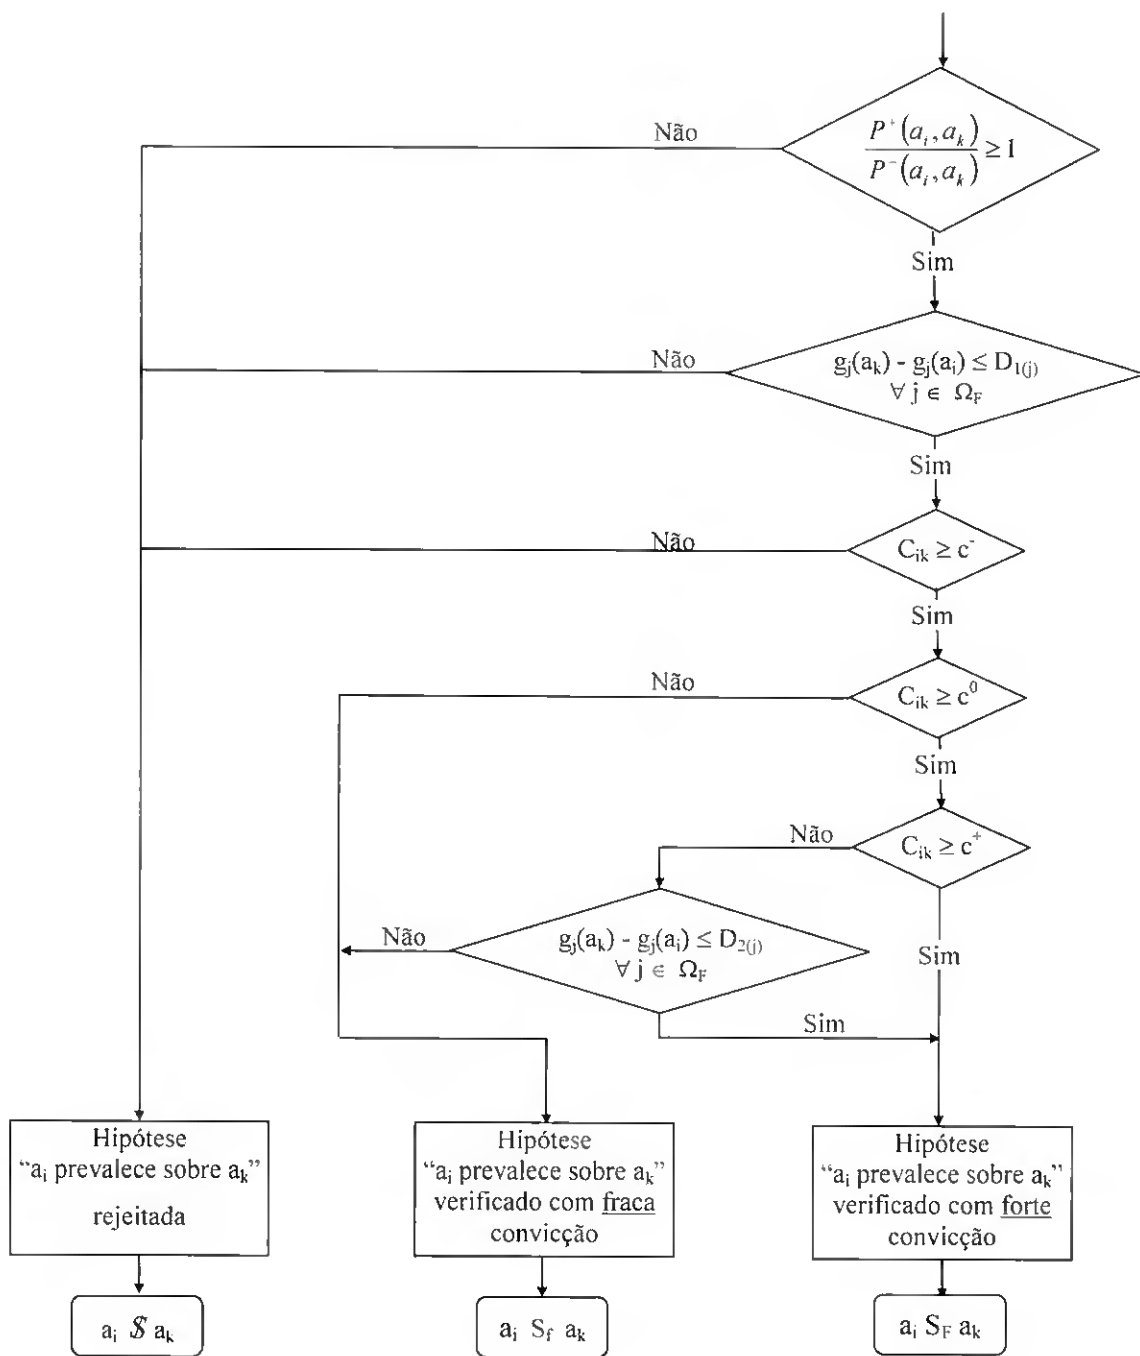 Não
P⁺(aᵢ, aₖ)
P⁻(aᵢ, aₖ) ≥ 1
Sim
Não
gⱼ(aₖ) - gⱼ(aᵢ) ≤ D₁₍ⱼ₎
∀ j ∈ Ω_F
Sim
Não
Cᵢₖ ≥ c⁻
Sim
Não
Cᵢₖ ≥ c⁰
Sim
Não
Cᵢₖ ≥ c⁺
Não
gⱼ(aₖ) - gⱼ(aᵢ) ≤ D₂₍ⱼ₎
∀ j ∈ Ω_F
Sim
Sim
Hipótese
“aᵢ prevalece sobre aₖ”
rejeitada
Hipótese
“aᵢ prevalece sobre aₖ”
verificado com fraca
convicção
Hipótese
“aᵢ prevalece sobre aₖ”
verificado com forte
convicção
aᵢ $ aₖ
aᵢ S_f aₖ
aᵢ S_F aₖ